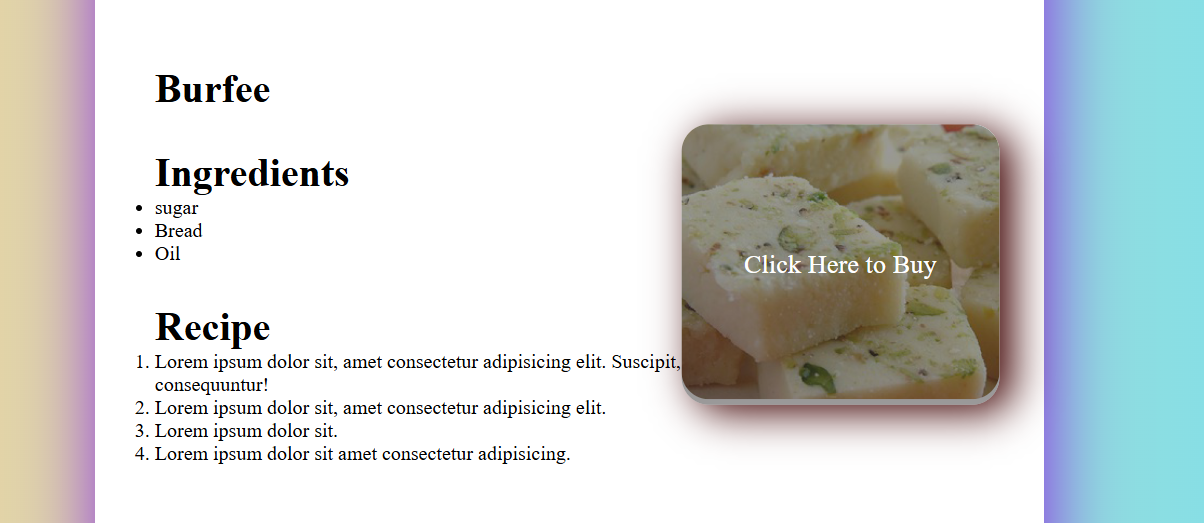 Burfee
Ingredients
• sugar
• Bread
• Oil
Recipe
1. Lorem ipsum dolor sit, amet consectetur adipisicing elit. Suscipit,
consequuntur!
2. Lorem ipsum dolor sit, amet consectetur adipisicing elit.
3. Lorem ipsum dolor sit.
4. Lorem ipsum dolor sit amet consectetur adipisicing.
Click Here to Buy